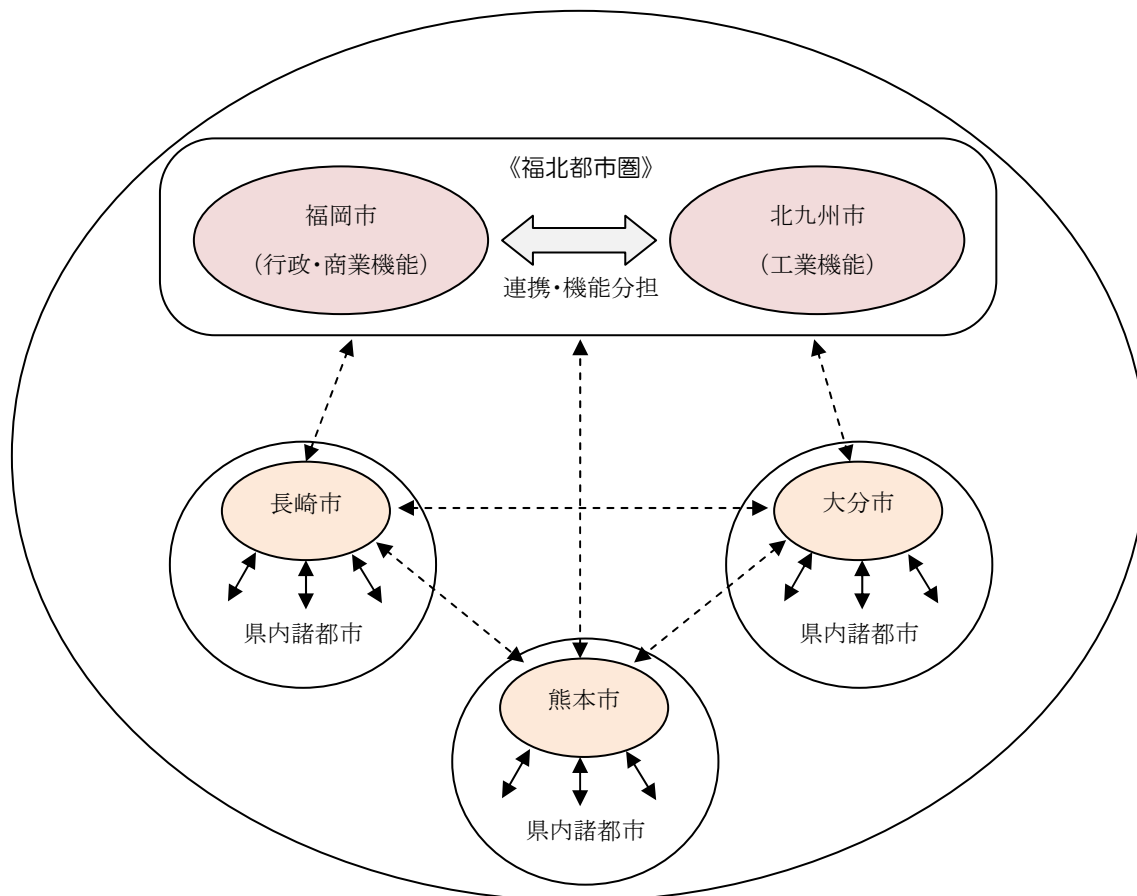 《福北都市圏》
福岡市
（行政・商業機能）
北九州市
（工業機能）
連携・機能分担
長崎市
県内諸都市
大分市
県内諸都市
熊本市
県内諸都市